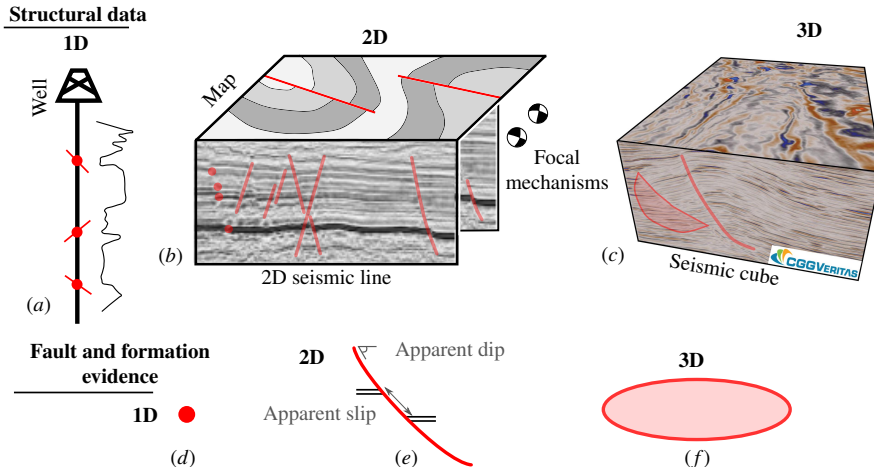 Structural data
1D
2D
3D
Well
Map
Focal
mechanisms
(a)
(b)
2D seismic line
(c)
Seismic cube
CGGVERITAS
Fault and formation
evidence
1D
(d)
2D
Apparent dip
Apparent slip
(e)
3D
(f)